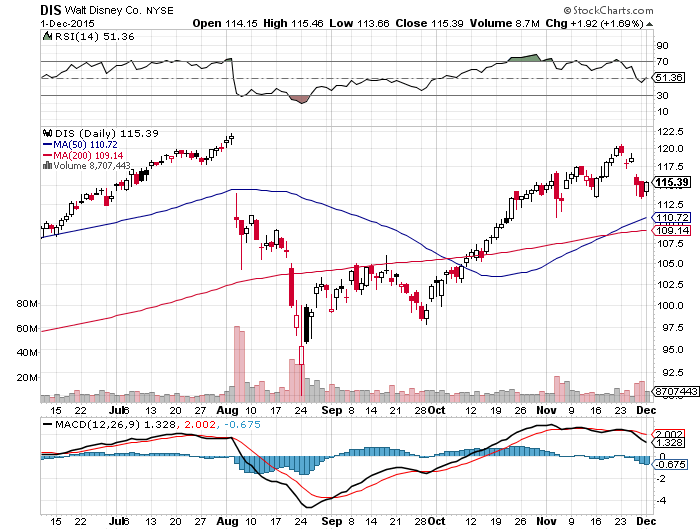 DIS Walt Disney Co. NYSE © StockCharts.com
1-Dec-2015 Open 114.15 High 115.46 Low 113.66 Close 115.39 Volume 8.7M Chg +1.92 (+1.69%)
RSI(14) 51.36
90
70
51.36
30
10
DIS (Daily) 115.39
MA(50) 110.72
MA(200) 109.14
Volume 8,707,443
122.5
120.0
117.5
115.39
112.5
110.72
109.14
107.5
105.0
102.5
100.0
97.5
95.0
92.5
80M
60M
40M
20M
8707443
15 22 Jul6 13 20 27 Aug 10 17 24 Sep 8 14 21 28 Oct 12 19 26 Nov 9 16 23 Dec
MACD(12,26,9) 1.328, 2.002, -0.675
2.002
1.328
0
-0.675
-2
-4
15 22 Jul6 13 20 27 Aug 10 17 24 Sep 8 14 21 28 Oct 12 19 26 Nov 9 16 23 Dec